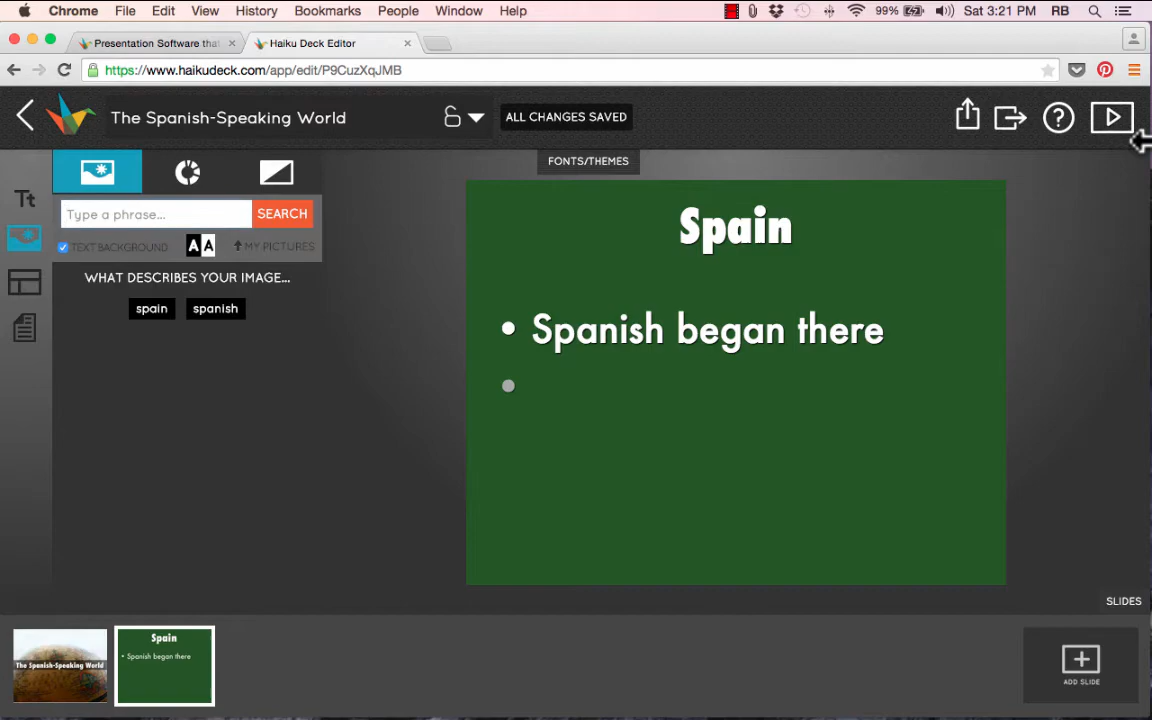 Chrome File Edit View History Bookmarks People Window Help 99% Sat 3:21 PM RB
Presentation Software that
Haiku Deck Editor
https://www.haikudeck.com/app/edit/P9CuzXqJMB
The Spanish-Speaking World
ALL CHANGES SAVED
FONTS/THEMES
Tt
Type a phrase...
SEARCH
TEXT BACKGROUND
A A
MY PICTURES
WHAT DESCRIBES YOUR IMAGE...
spain spanish
Spain
• Spanish began there
SLIDES
The Spanish-Speaking World
Spain
• Spanish began there
ADD SLIDE